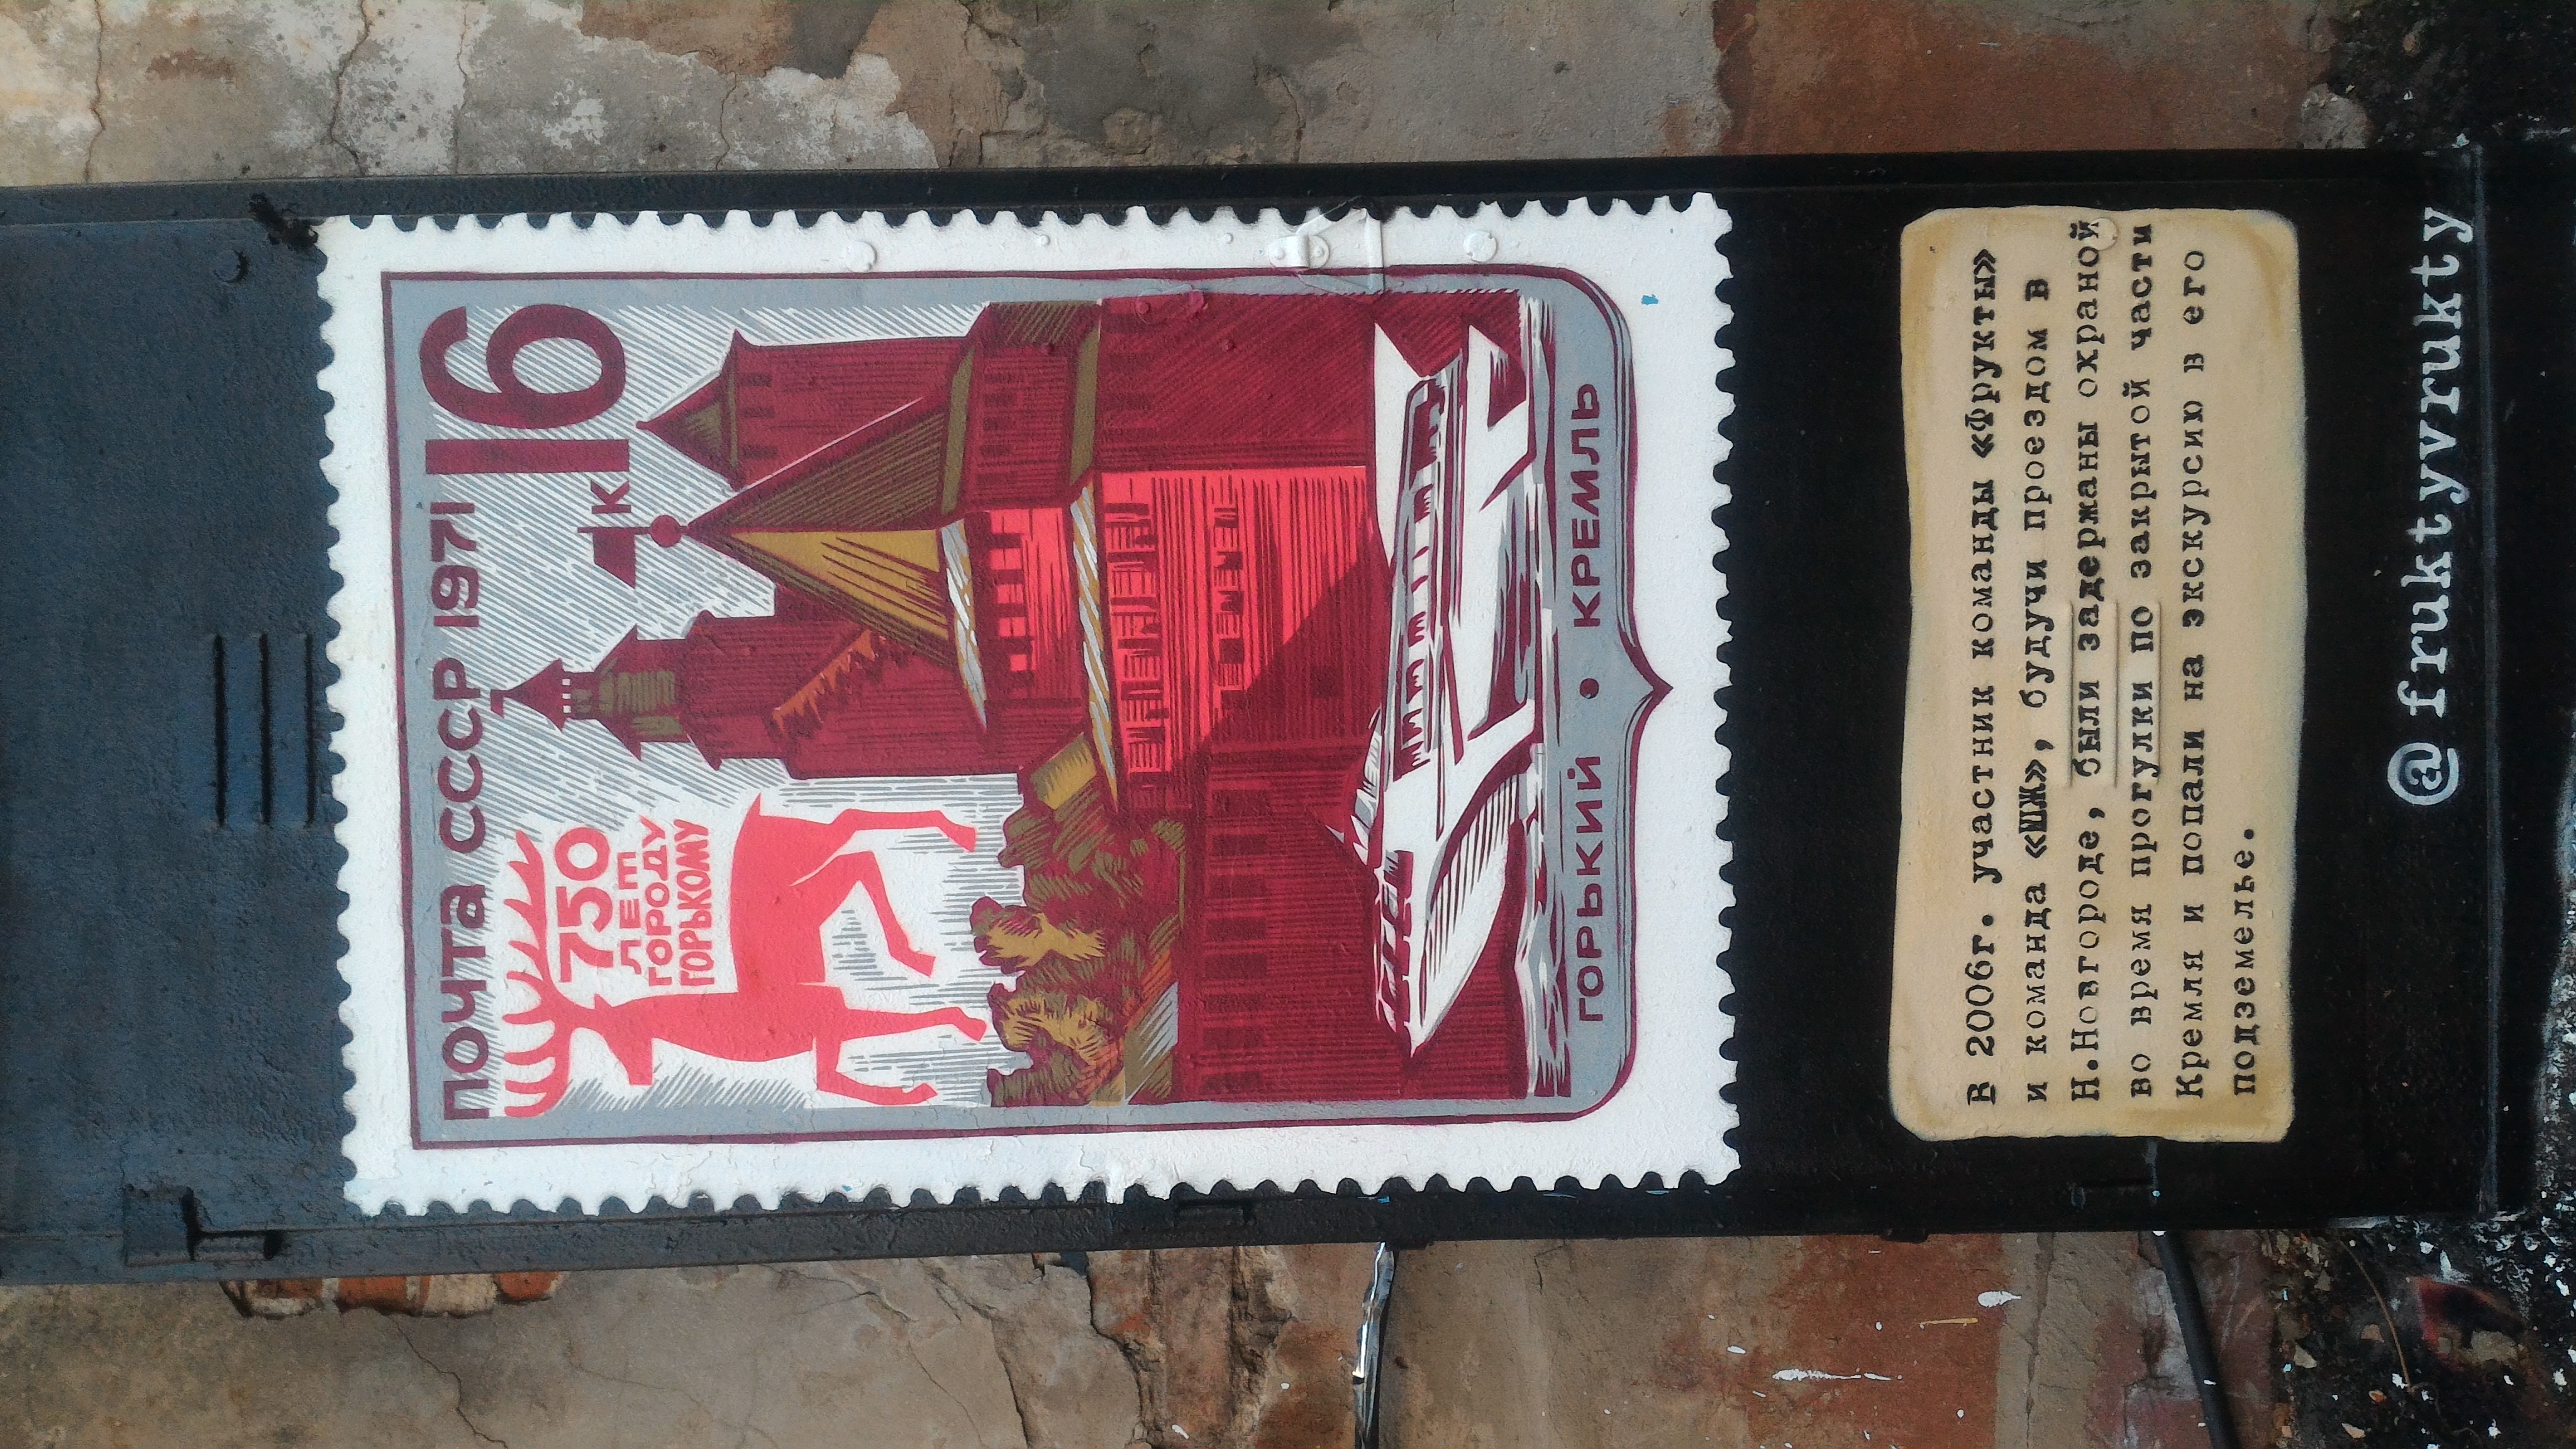 ПОЧТА СССР 1971
16
к
750
ЛЕТ
ГОРОДУ
ГОРЬКОМУ
ГОРЬКИЙ • КРЕМЛЬ
В 2006г. участник команды «Фрукты»
и команда «ШЖ», будучи проездом в
Н.Новгороде, были задержаны охраной
во время прогулки по закрытой части
Кремля и попали на экскурсию в его
подземелье.
@fruktyvrukty